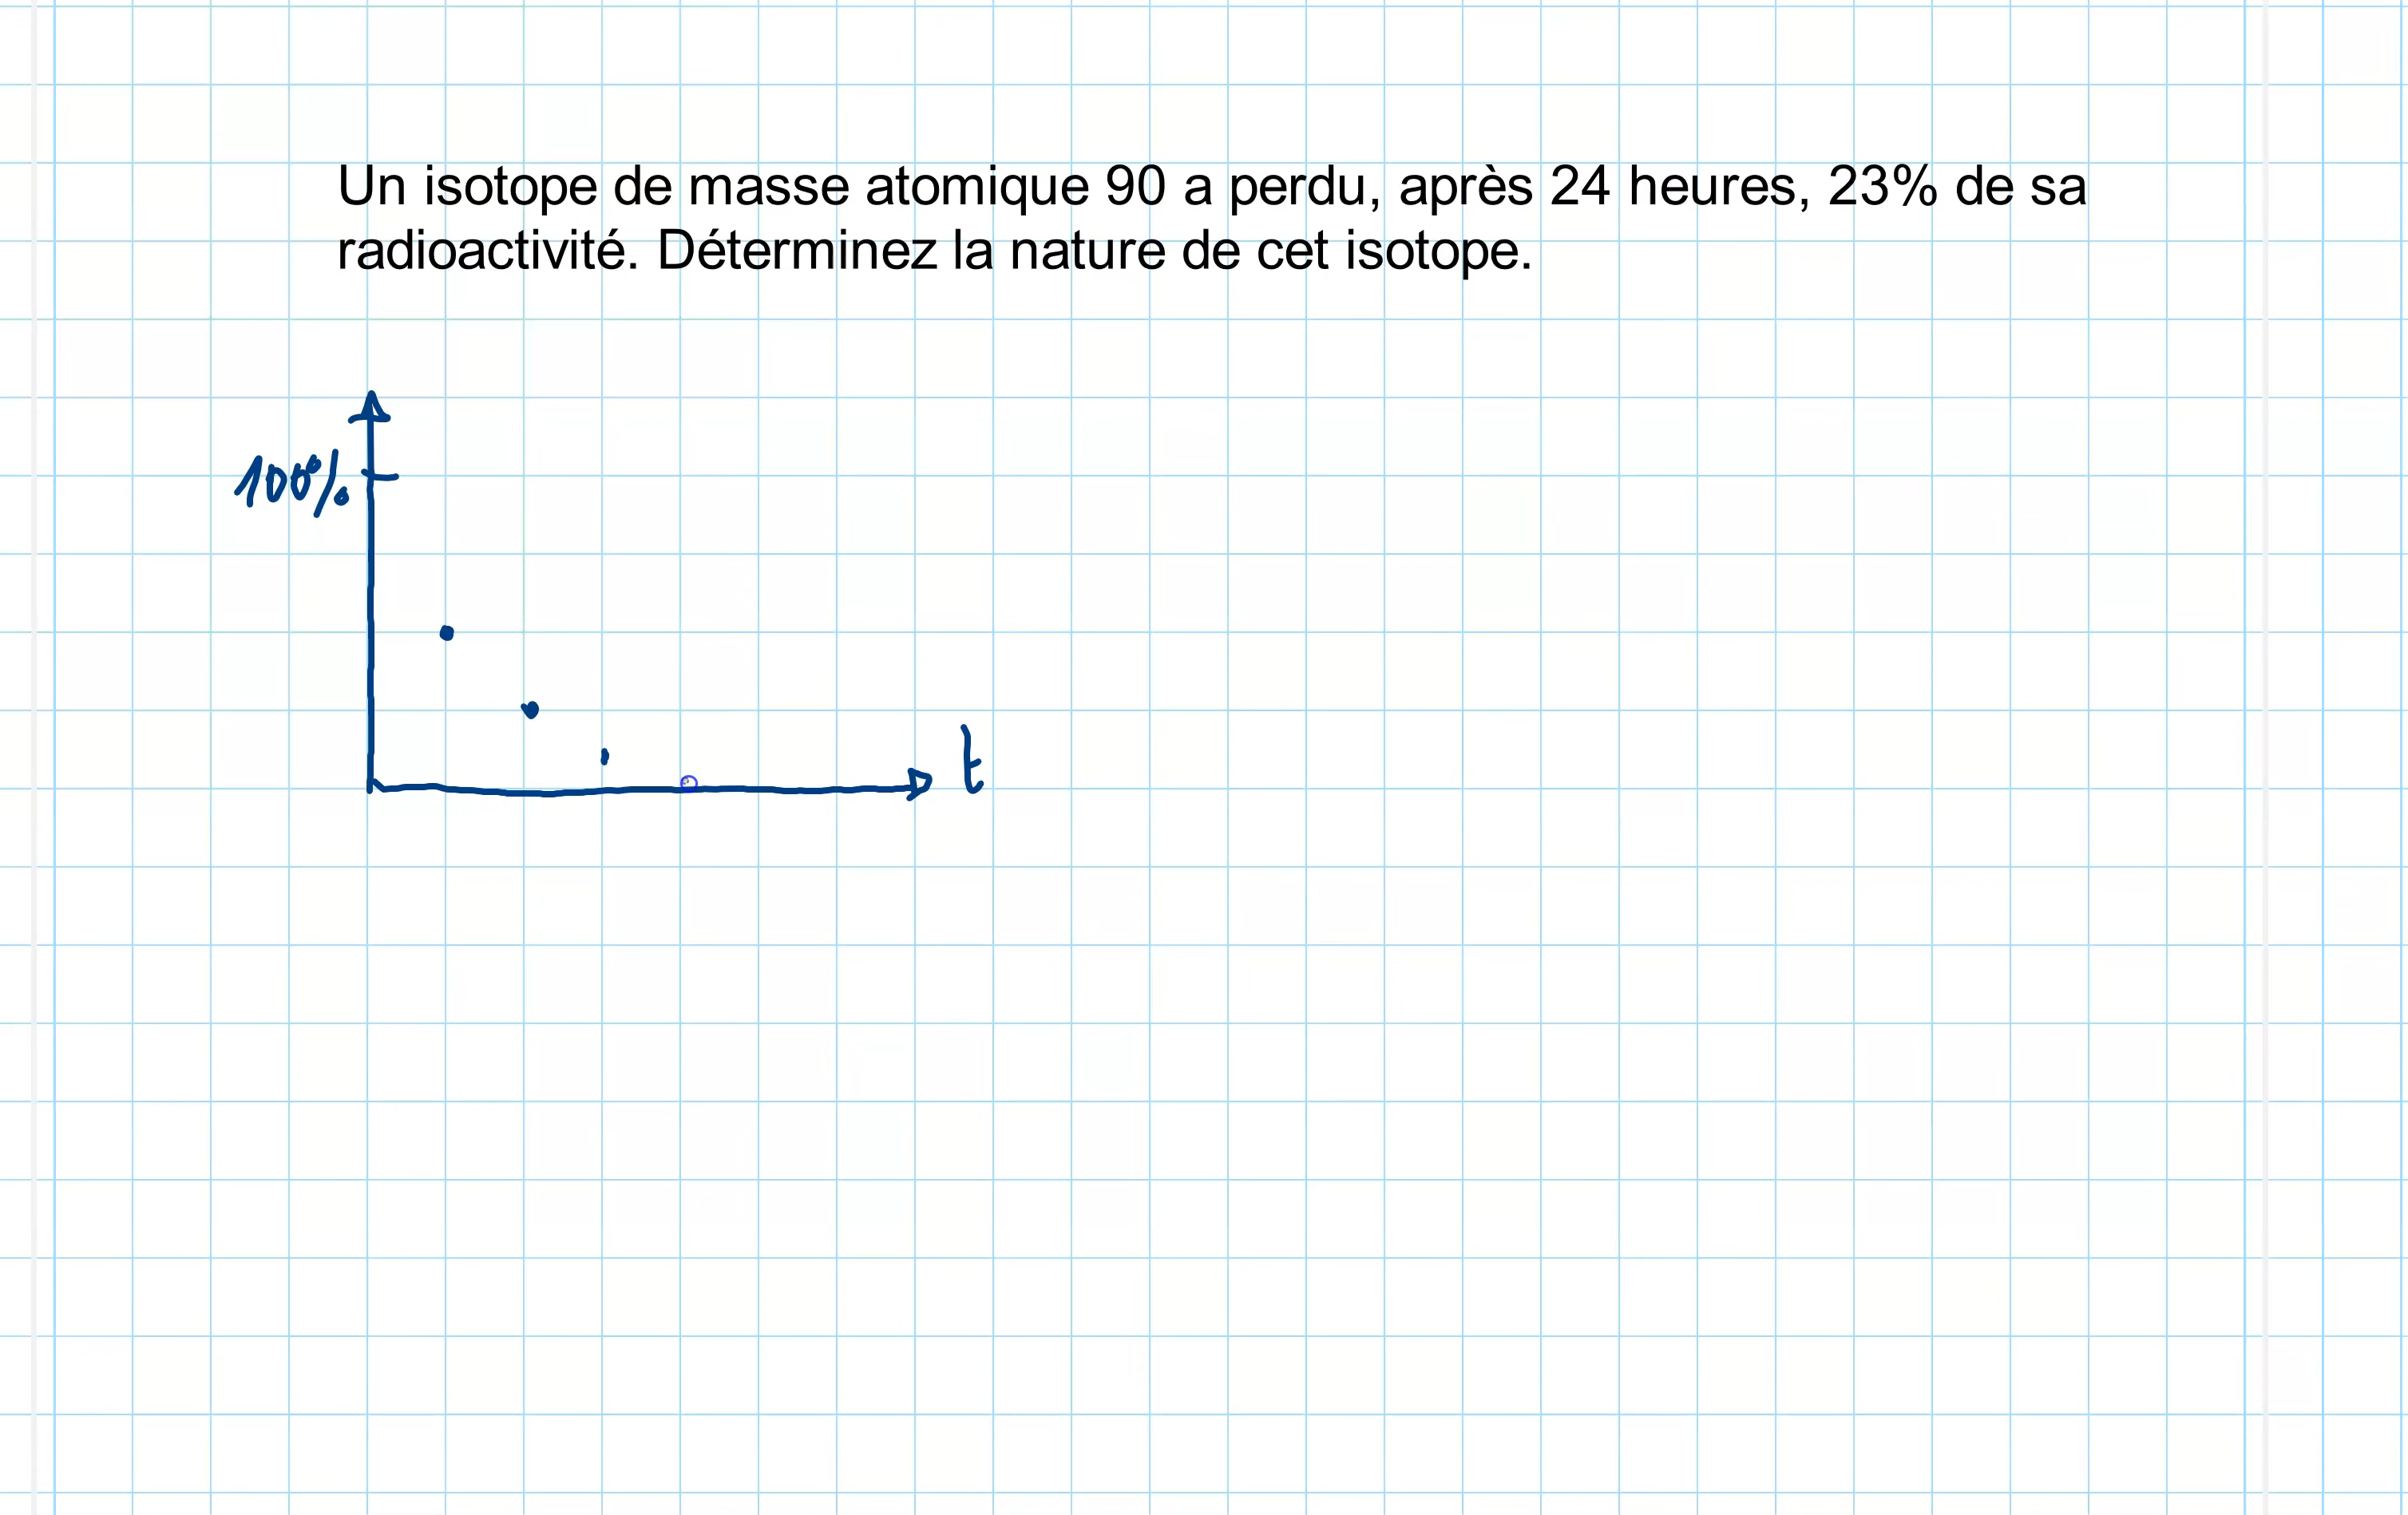 Un isotope de masse atomique 90 a perdu, après 24 heures, 23% de sa
radioactivité. Déterminez la nature de cet isotope.
100%
t